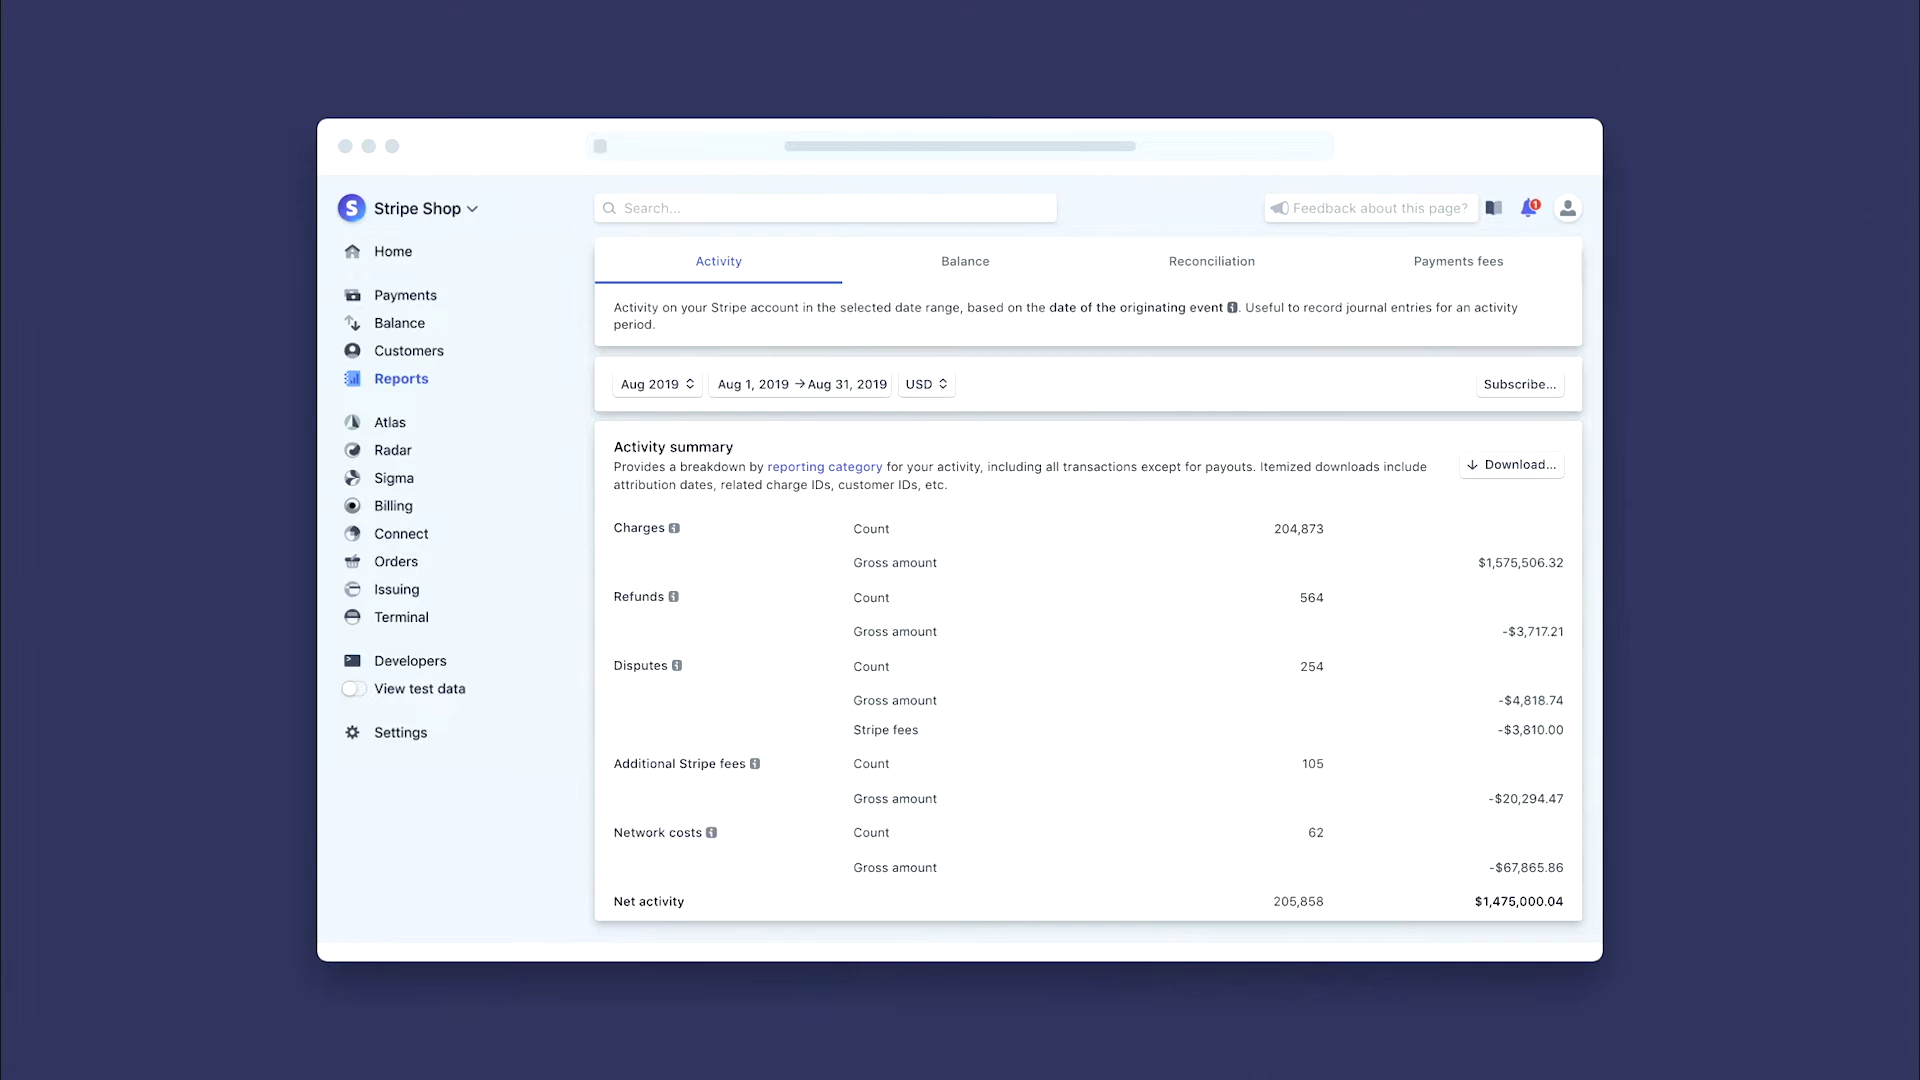 S Stripe Shop
Search...
Feedback about this page?
1
Home
Payments
Balance
Customers
Reports
Atlas
Radar
Sigma
Billing
Connect
Orders
Issuing
Terminal
Developers
View test data
Settings
Activity Balance Reconciliation Payments fees
Activity on your Stripe account in the selected date range, based on the date of the originating event i. Useful to record journal entries for an activity
period.
Aug 2019 Aug 1, 2019 → Aug 31, 2019 USD Subscribe...
Activity summary
Provides a breakdown by reporting category for your activity, including all transactions except for payouts. Itemized downloads include
attribution dates, related charge IDs, customer IDs, etc.
Download...
Charges i Count 204,873
Gross amount $1,575,506.32
Refunds i Count 564
Gross amount -$3,717.21
Disputes i Count 254
Gross amount -$4,818.74
Stripe fees -$3,810.00
Additional Stripe fees i Count 105
Gross amount -$20,294.47
Network costs i Count 62
Gross amount -$67,865.86
Net activity 205,858 $1,475,000.04